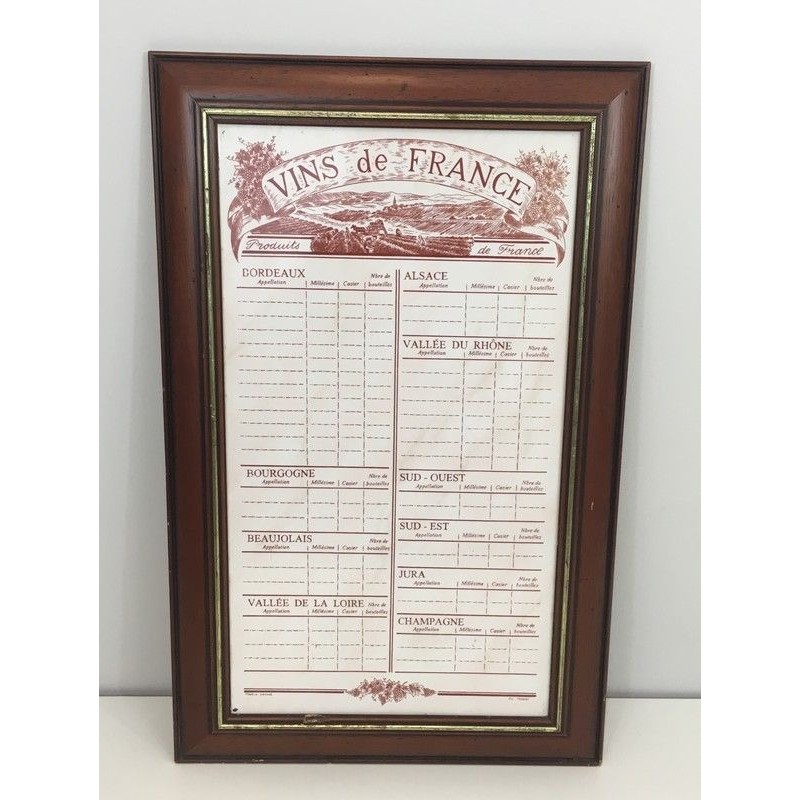 VINS de FRANCE
Produits de France
BORDEAUX
Appellation Millésime Casier Nbre de bouteilles
BOURGOGNE
Appellation Millésime Casier Nbre de bouteilles
BEAUJOLAIS
Appellation Millésime Casier Nbre de bouteilles
VALLÉE DE LA LOIRE
Appellation Millésime Casier Nbre de bouteilles
ALSACE
Appellation Millésime Casier Nbre de bouteilles
VALLÉE DU RHÔNE
Appellation Millésime Casier Nbre de bouteilles
SUD - OUEST
Appellation Millésime Casier Nbre de bouteilles
SUD - EST
Appellation Millésime Casier Nbre de bouteilles
JURA
Appellation Millésime Casier Nbre de bouteilles
CHAMPAGNE
Appellation Millésime Casier Nbre de bouteilles